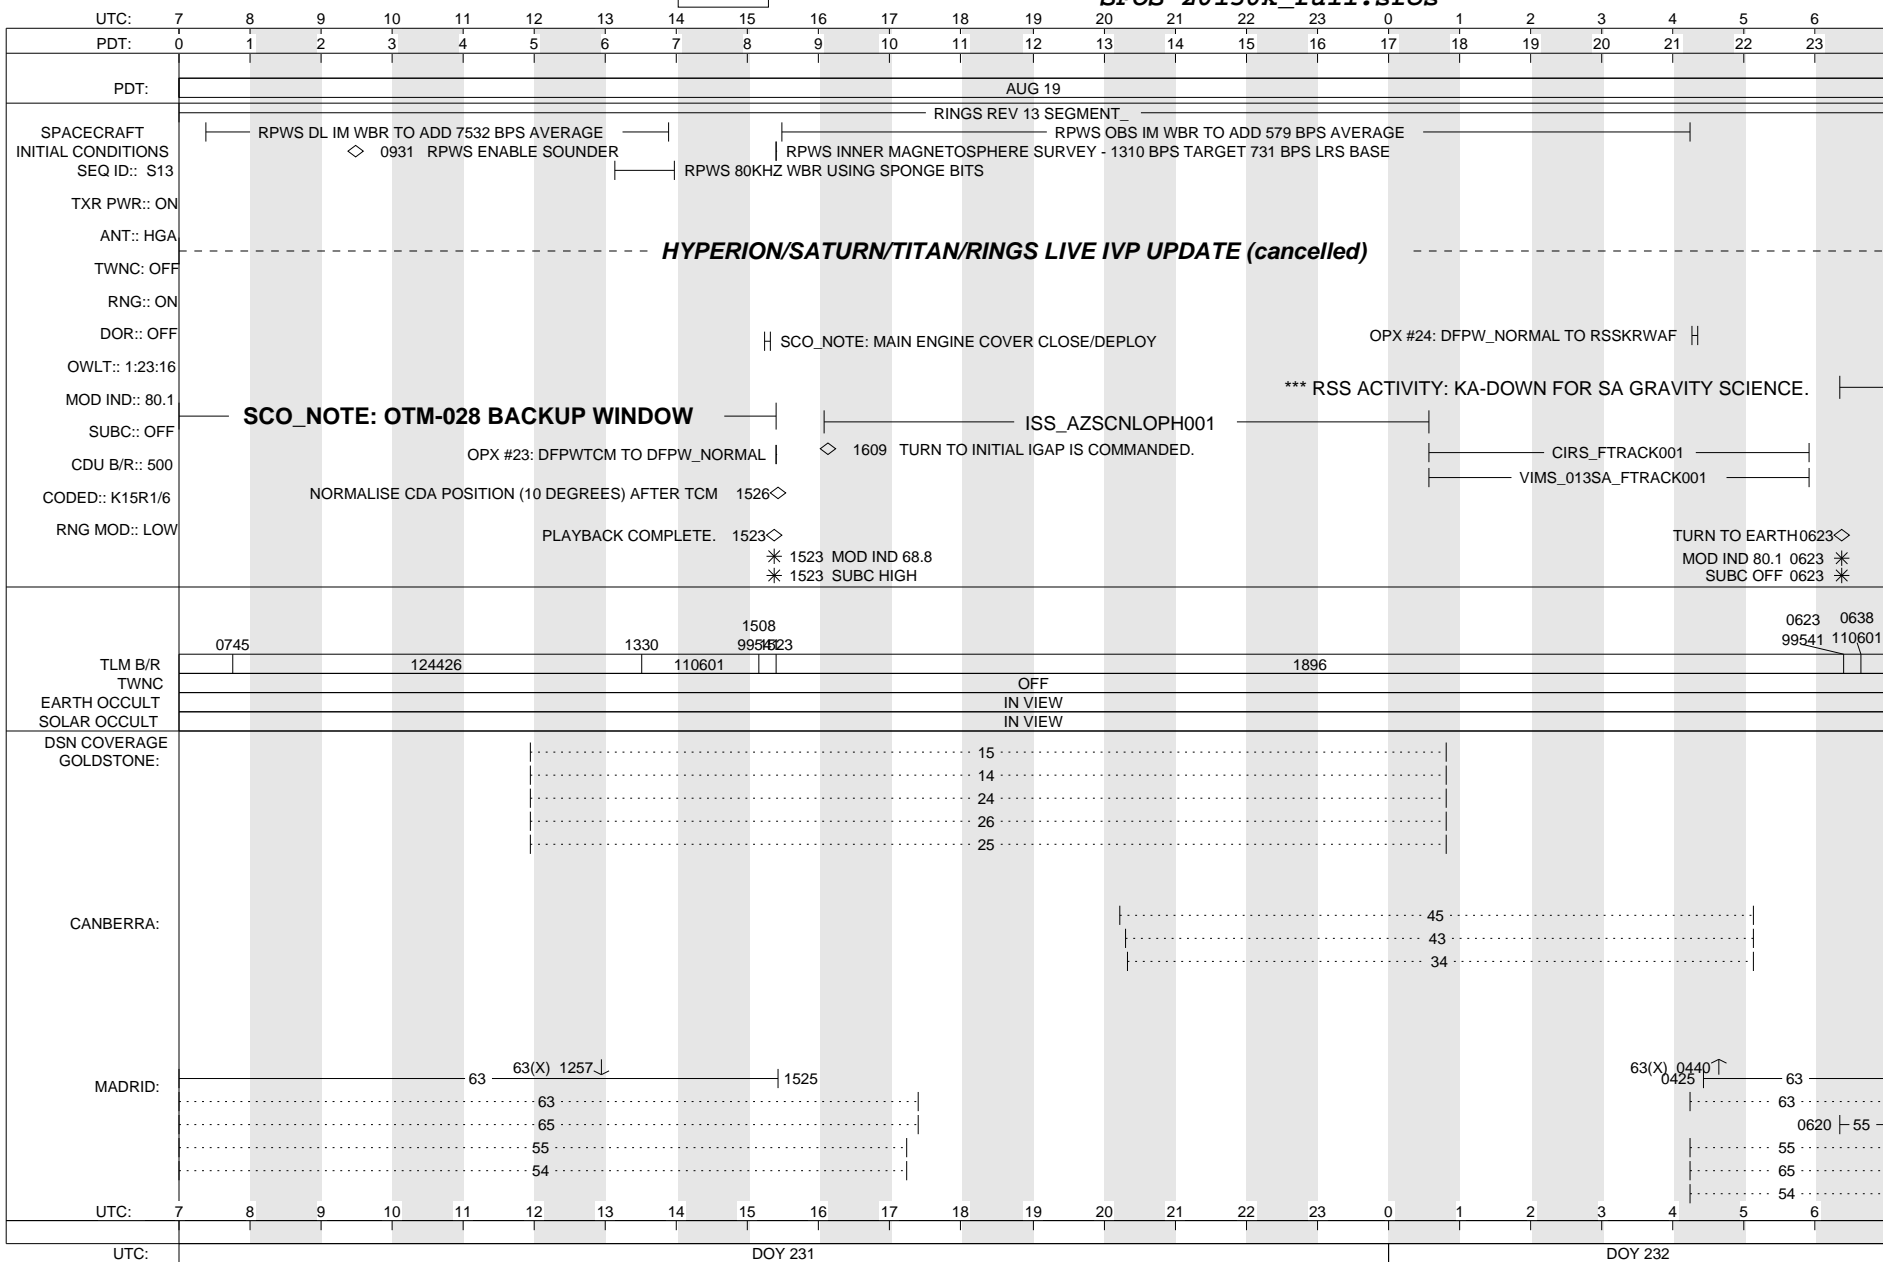 SFOS 20130k_full.sfos
UTC: 7 8 9 10 11 12 13 14 15 16 17 18 19 20 21 22 23 0 1 2 3 4 5 6
PDT: 0 1 2 3 4 5 6 7 8 9 10 11 12 13 14 15 16 17 18 19 20 21 22 23
PDT: AUG 19
RINGS REV 13 SEGMENT_
SPACECRAFT RPWS DL IM WBR TO ADD 7532 BPS AVERAGE RPWS OBS IM WBR TO ADD 579 BPS AVERAGE
INITIAL CONDITIONS 0931 RPWS ENABLE SOUNDER RPWS INNER MAGNETOSPHERE SURVEY - 1310 BPS TARGET 731 BPS LRS BASE
SEQ ID:: S13 RPWS 80KHZ WBR USING SPONGE BITS
TXR PWR:: ON
ANT:: HGA
HYPERION/SATURN/TITAN/RINGS LIVE IVP UPDATE (cancelled)
TWNC: OFF
RNG:: ON
DOR:: OFF
SCO_NOTE: MAIN ENGINE COVER CLOSE/DEPLOY OPX #24: DFPW_NORMAL TO RSSKRWAF
OWLT:: 1:23:16
*** RSS ACTIVITY: KA-DOWN FOR SA GRAVITY SCIENCE.
MOD IND:: 80.1
SCO_NOTE: OTM-028 BACKUP WINDOW ISS_AZSCNLOPH001
SUBC:: OFF
OPX #23: DFPWTCM TO DFPW_NORMAL 1609 TURN TO INITIAL IGAP IS COMMANDED. CIRS_FTRACK001
CDU B/R:: 500
VIMS_013SA_FTRACK001
CODED:: K15R1/6 NORMALISE CDA POSITION (10 DEGREES) AFTER TCM 1526
RNG MOD:: LOW
PLAYBACK COMPLETE. 1523 TURN TO EARTH 0623
1523 MOD IND 68.8 MOD IND 80.1 0623
1523 SUBC HIGH SUBC OFF 0623
1508 0623 0638
0745 1330 99541 1523 99541 110601
TLM B/R 124426 110601 1896
TWNC OFF
EARTH OCCULT IN VIEW
SOLAR OCCULT IN VIEW
DSN COVERAGE
GOLDSTONE: 15
14
24
26
25
CANBERRA: 45
43
34
63(X) 1257 63(X) 0440
MADRID: 63 1525 0425 63
63 63
65 0620 55
55 55
54 65
54
UTC: 7 8 9 10 11 12 13 14 15 16 17 18 19 20 21 22 23 0 1 2 3 4 5 6
UTC: DOY 231 DOY 232